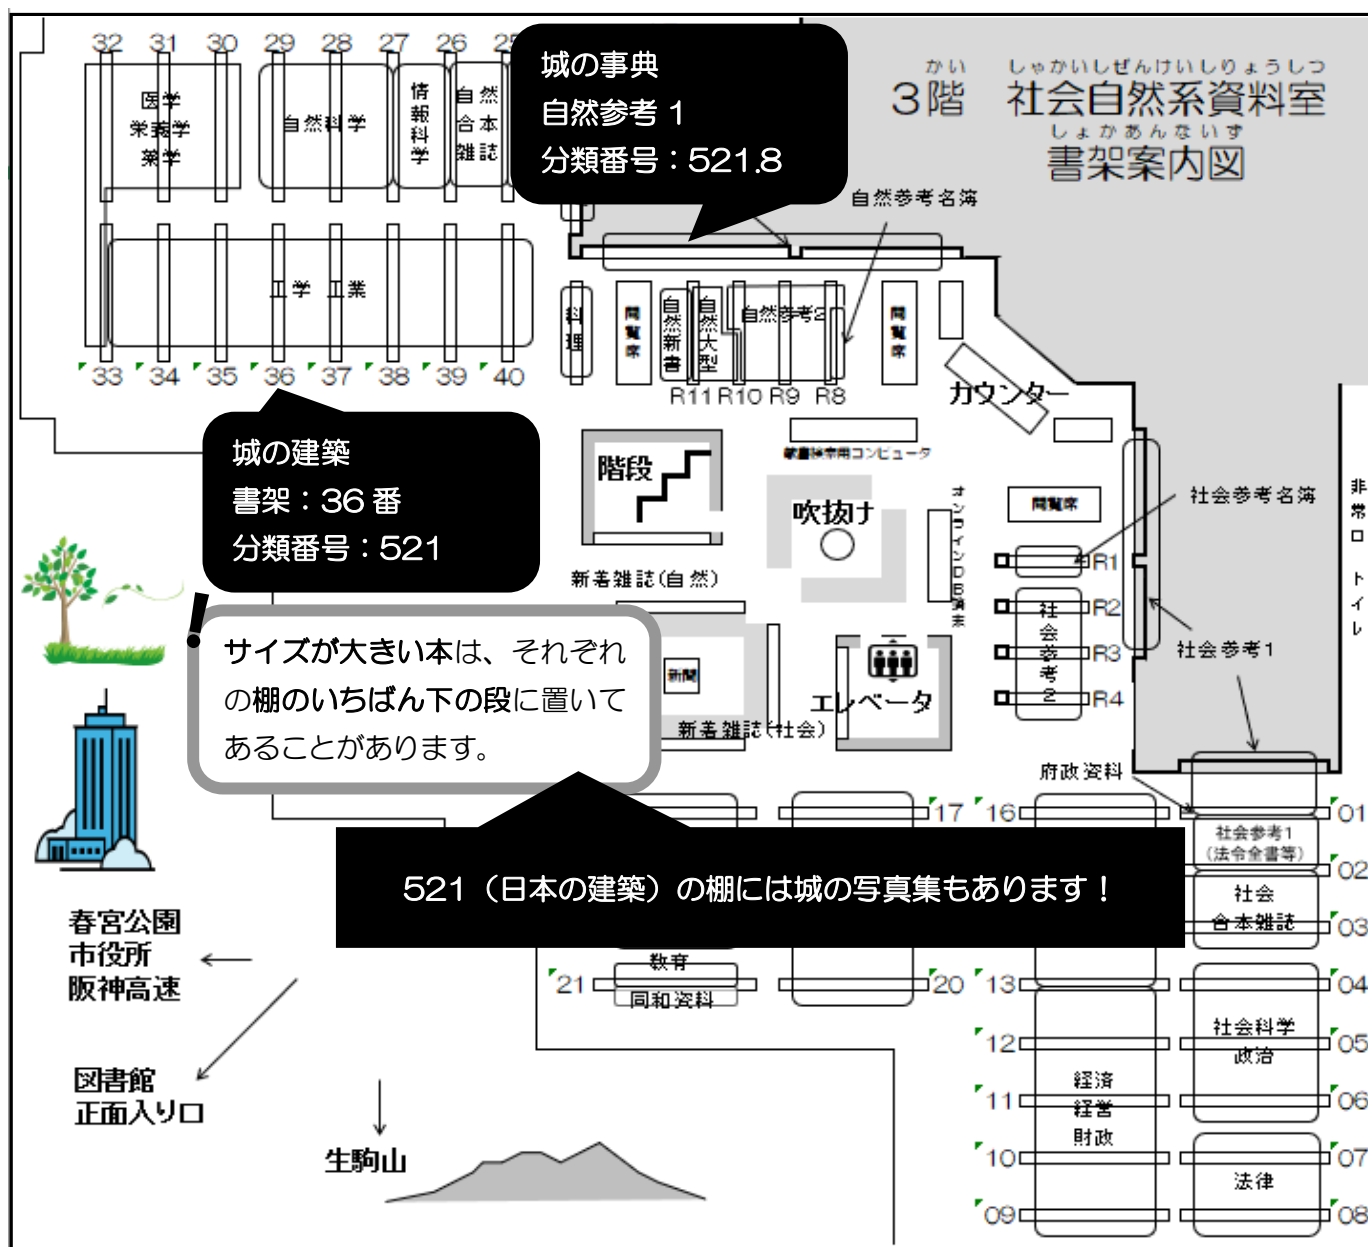 かい しゃかいしぜんけいしりょうしつ
3階 社会自然系資料室
しょかあんないず
書架案内図
32 31 30 29 28 27 26
城の事典
自然参考 1
分類番号：521.8
医学
栄養学
薬学
自然科学
情報科学
自然
合本
雑誌
自然参考名簿
工学 工業
料理
閲覧席
自然新書
自然大型
自然参考2
閲覧席
33 34 35 36 37 38 39 40
R11 R10 R9 R8
カウンター
城の建築
書架：36 番
分類番号：521
蔵書検索用コンピュータ
階段
吹抜け
オンラインDB端末
閲覧席
社会参考名簿
非常口 トイレ
新着雑誌(自然)
R1
R2
R3
R4
社会参考2
社会参考1
サイズが大きい本は、それぞれ
の棚のいちばん下の段に置いて
あることがあります。
新聞
エレベータ
新着雑誌(社会)
府政資料
17 16 01
社会参考1
(法令全書等)
02
521（日本の建築）の棚には城の写真集もあります！
社会
合本雑誌
03
春宮公園
市役所
阪神高速
教育
21 20 13 04
同和資料
社会科学
政治
12 05
経済
経営
財政
11 06
図書館
正面入り口
10 07
法律
生駒山
09 08